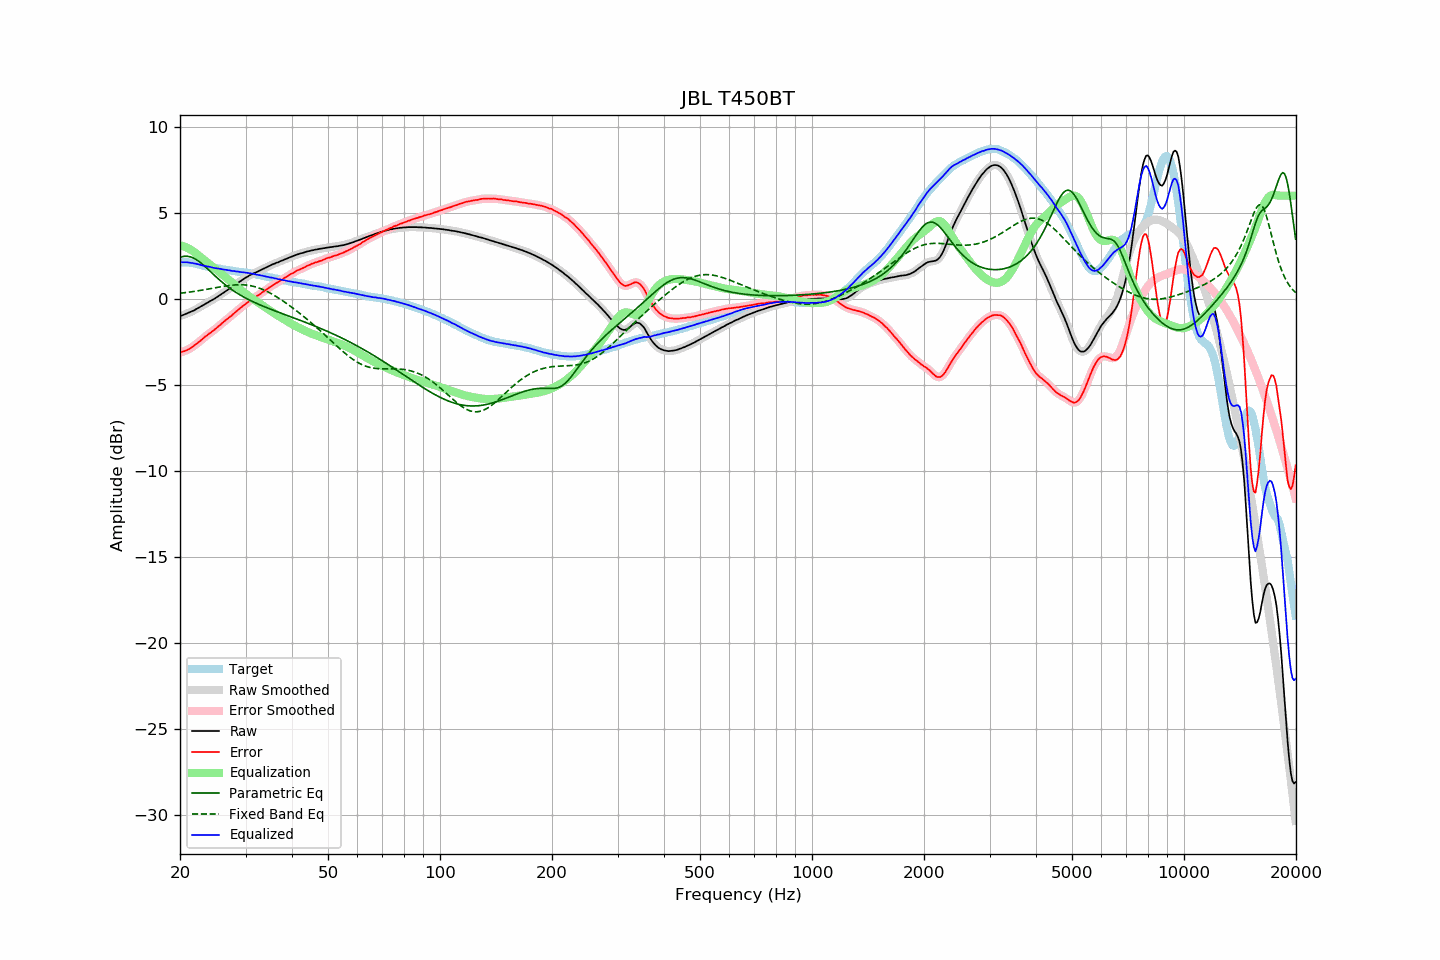 JBL T450BT
10
5
0
−5
−10
−15
−20
−25
−30
Amplitude (dBr)
Target
Raw Smoothed
Error Smoothed
Raw
Error
Equalization
Parametric Eq
Fixed Band Eq
Equalized
20 50 100 200 500 1000 2000 5000 10000 20000
Frequency (Hz)